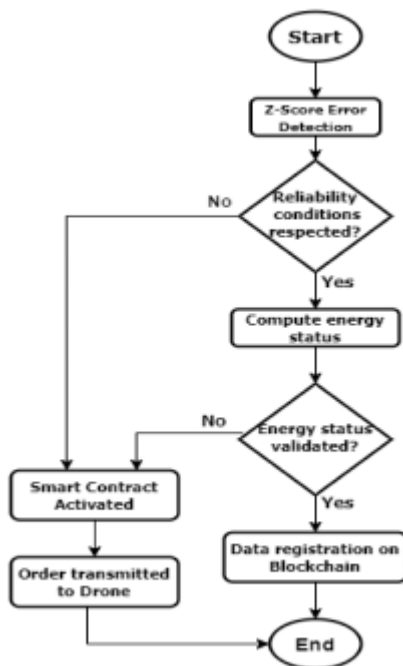 Start
Z-Score Error
Detection
No
Reliability
conditions
respected?
Yes
Compute energy
status
No
Energy status
validated?
Smart Contract
Activated
Yes
Data registration on
Blockchain
Order transmitted
to Drone
End